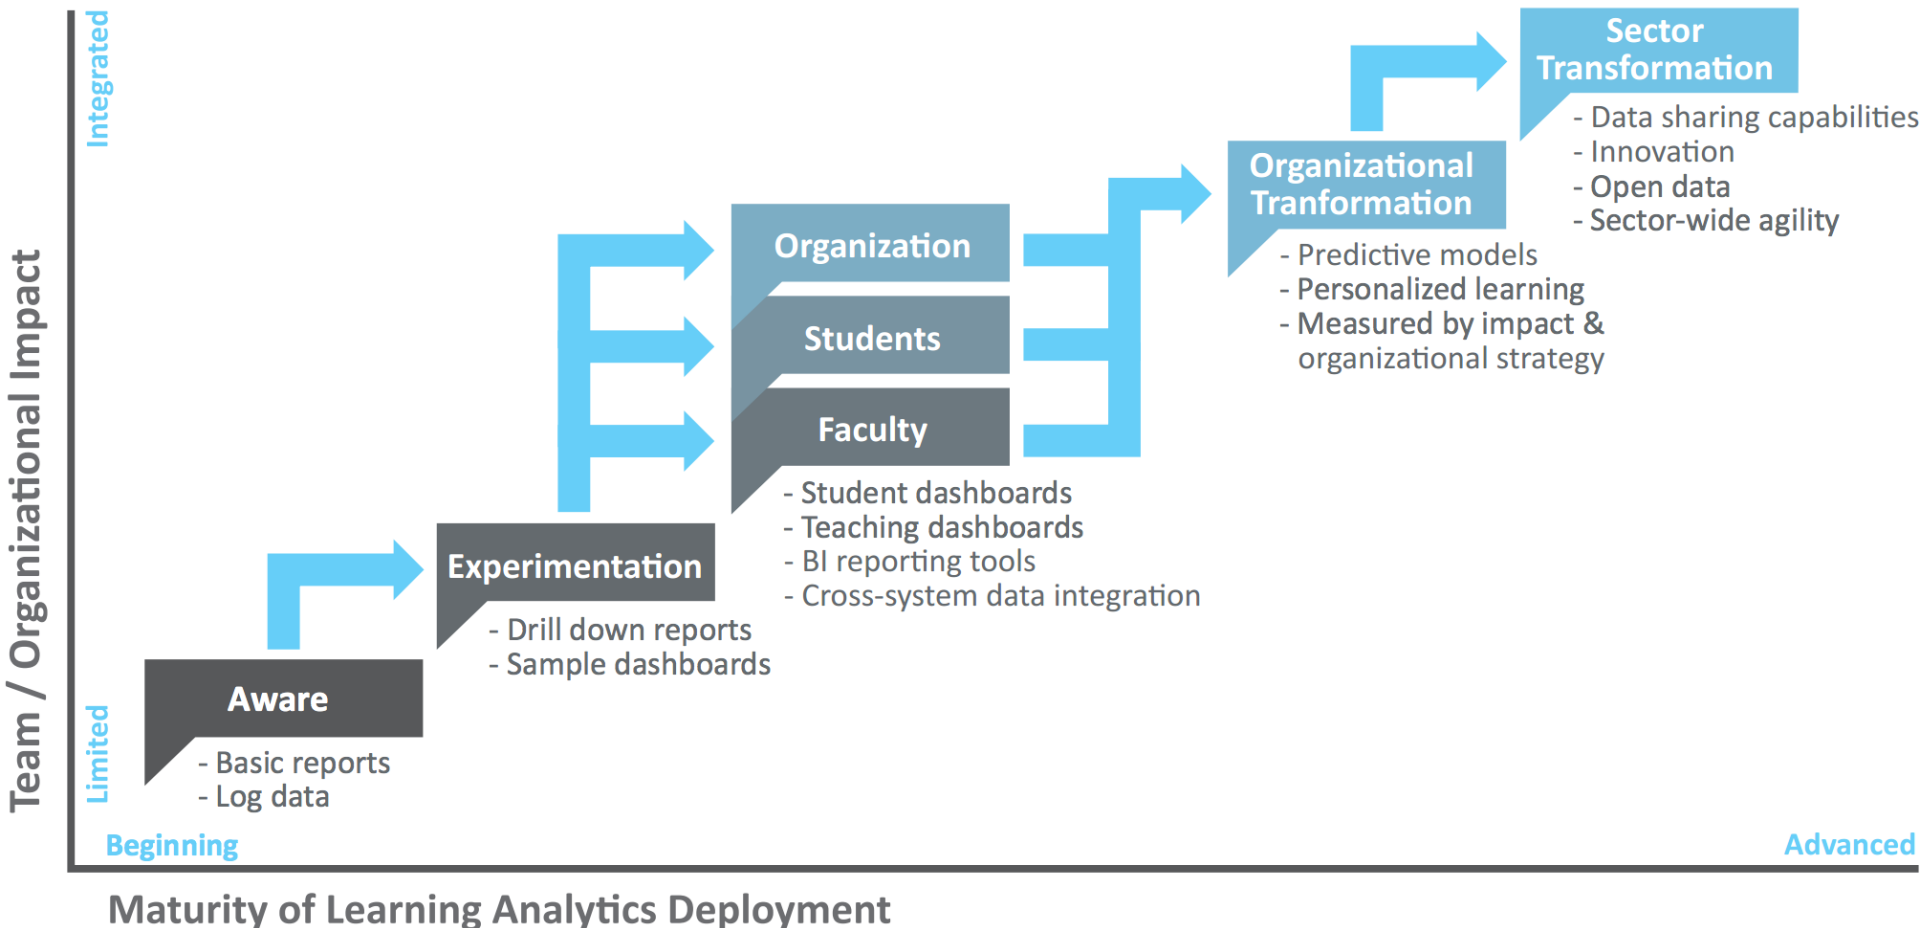 Team / Organizational Impact
Integrated
Limited
Sector
Transformation
- Data sharing capabilities
- Innovation
- Open data
- Sector-wide agility
Organizational
Tranformation
- Predictive models
- Personalized learning
- Measured by impact &
organizational strategy
Organization
Students
Faculty
- Student dashboards
- Teaching dashboards
- BI reporting tools
- Cross-system data integration
Experimentation
- Drill down reports
- Sample dashboards
Aware
- Basic reports
- Log data
Beginning
Advanced
Maturity of Learning Analytics Deployment